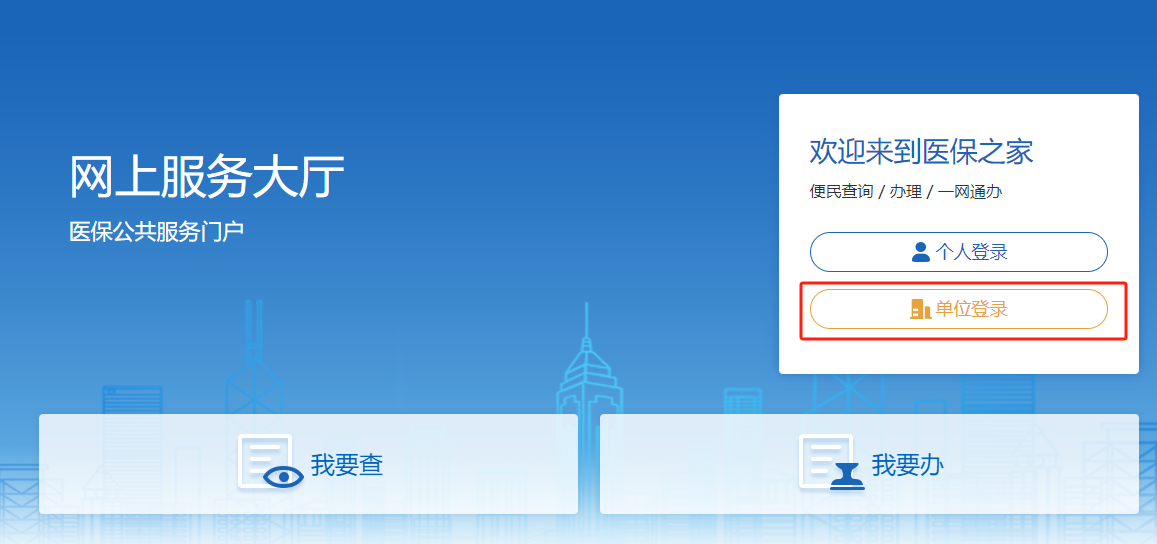 网上服务大厅
医保公共服务门户
欢迎来到医保之家
便民查询 / 办理 / 一网通办
个人登录
单位登录
我要查
我要办